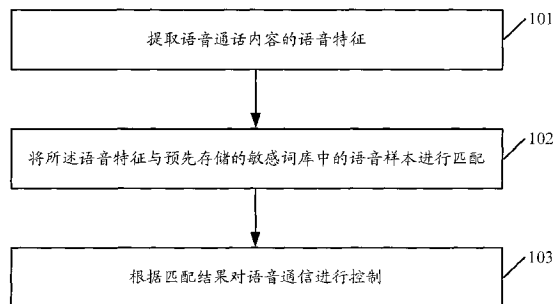 101
提取语音通话内容的语音特征
102
将所述语音特征与预先存储的敏感词库中的语音样本进行匹配
103
根据匹配结果对语音通信进行控制